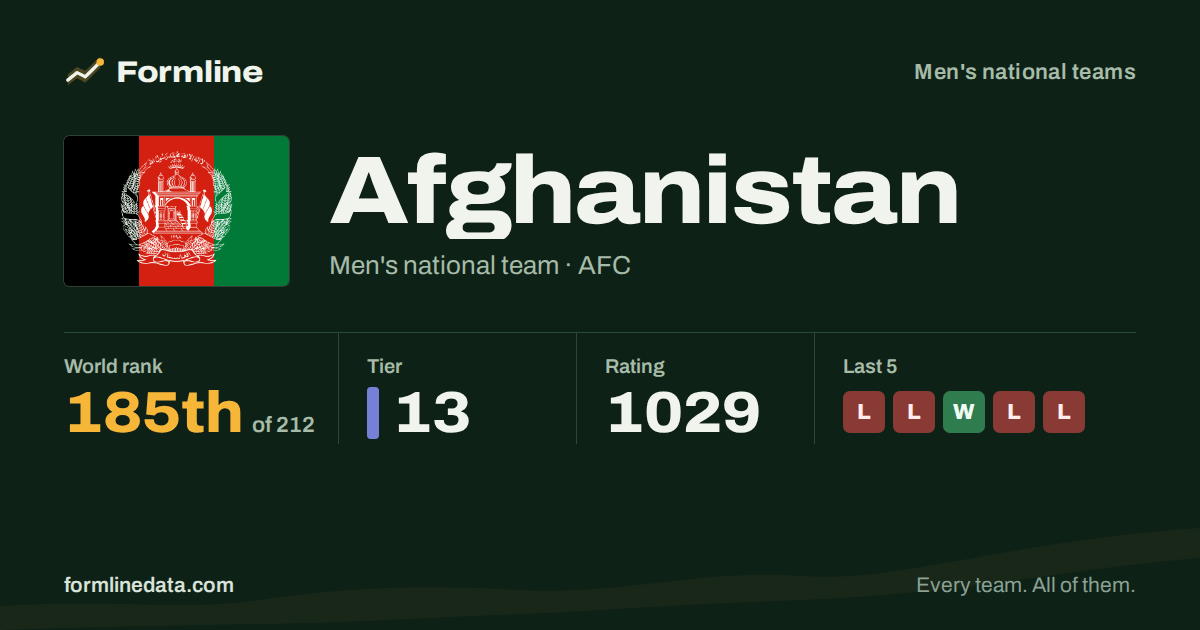 Formline
Men's national teams
Afghanistan
Men's national team · AFC
World rank
185th of 212
Tier
13
Rating
1029
Last 5
L L W L L
formlinedata.com
Every team. All of them.